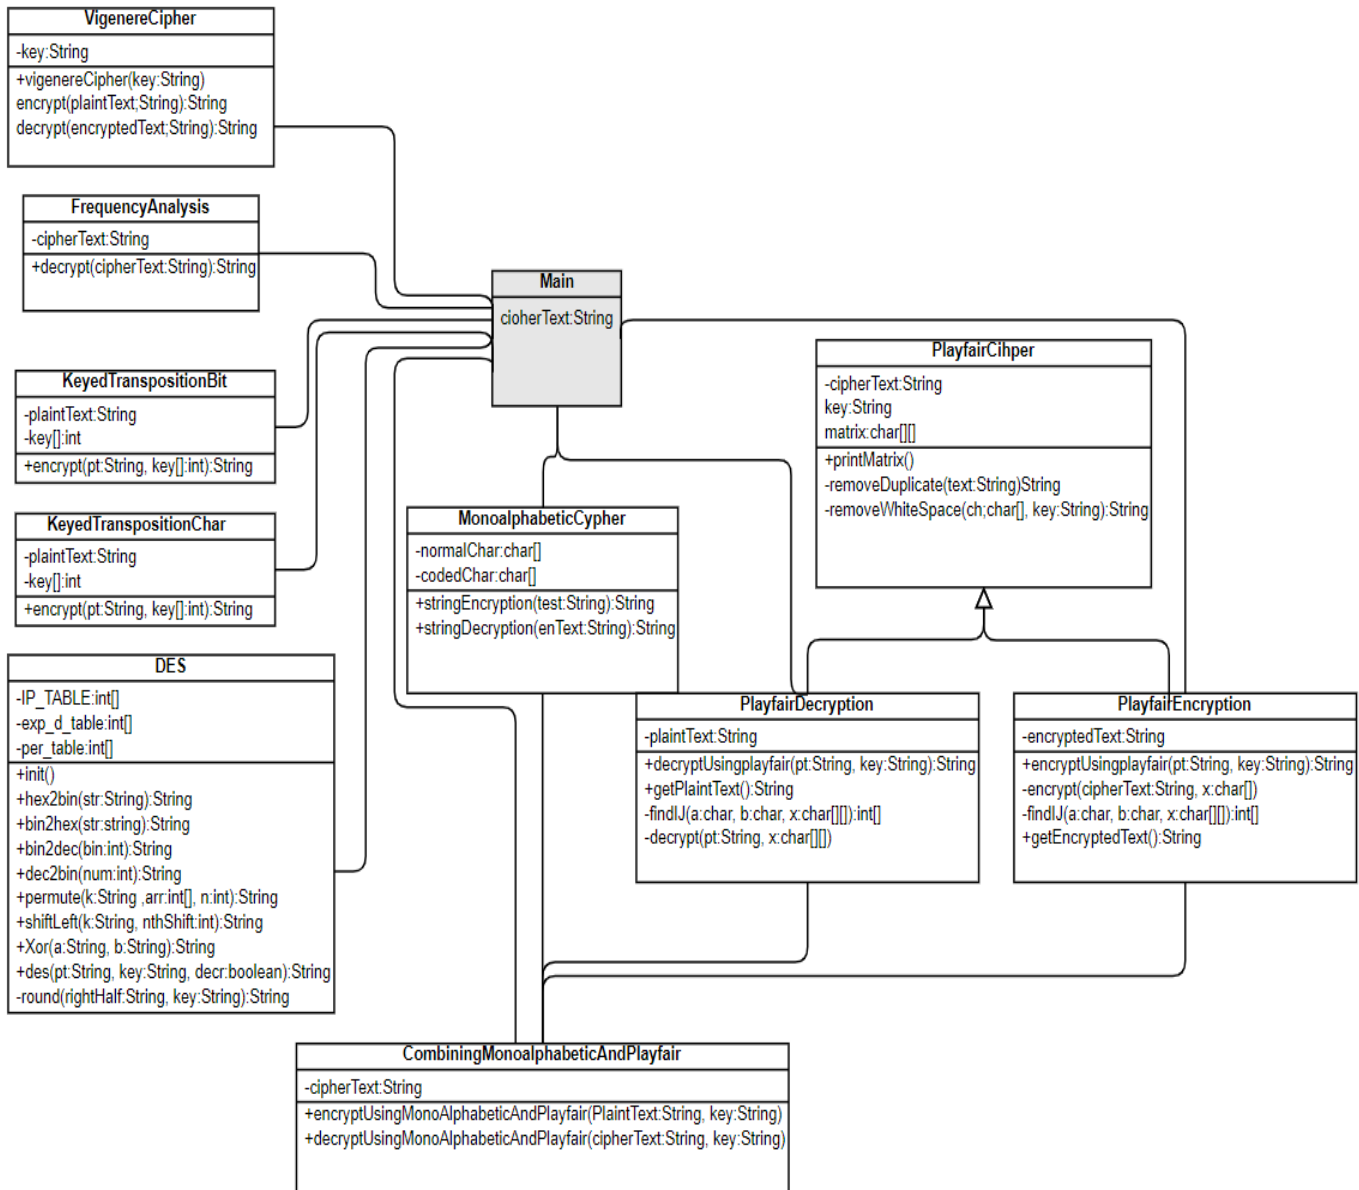 VigenereCipher
-key:String
+vigenereCipher(key:String)
encrypt(plaintText;String):String
decrypt(encryptedText;String):String
FrequencyAnalysis
-cipherText:String
+decrypt(cipherText:String):String
Main
cioherText:String
PlayfairCihper
-cipherText:String
key:String
matrix:char[][]
+printMatrix()
-removeDuplicate(text:String)String
-removeWhiteSpace(ch;char[], key:String):String
KeyedTranspositionBit
-plaintText:String
-key[]:int
+encrypt(pt:String, key[]:int):String
KeyedTranspositionChar
-plaintText:String
-key[]:int
+encrypt(pt:String, key[]:int):String
MonoalphabeticCypher
-normalChar:char[]
-codedChar:char[]
+stringEncryption(test:String):String
+stringDecryption(enText:String):String
DES
-IP_TABLE:int[]
-exp_d_table:int[]
-per_table:int[]
+init()
+hex2bin(str:String):String
+bin2hex(str:string):String
+bin2dec(bin:int):String
+dec2bin(num:int):String
+permute(k:String ,arr:int[], n:int):String
+shiftLeft(k:String, nthShift:int):String
+Xor(a:String, b:String):String
+des(pt:String, key:String, decr:boolean):String
-round(rightHalf:String, key:String):String
PlayfairDecryption
-plaintText:String
+decryptUsingplayfair(pt:String, key:String):String
+getPlaintText():String
-findIJ(a:char, b:char, x:char[][]):int[]
-decrypt(pt:String, x:char[][])
PlayfairEncryption
-encryptedText:String
+encryptUsingplayfair(pt:String, key:String):String
-encrypt(cipherText:String, x:char[])
-findIJ(a:char, b:char, x:char[][]):int[]
+getEncryptedText():String
CombiningMonoalphabeticAndPlayfair
-cipherText:String
+encryptUsingMonoAlphabeticAndPlayfair(PlaintText:String, key:String)
+decryptUsingMonoAlphabeticAndPlayfair(cipherText:String, key:String)